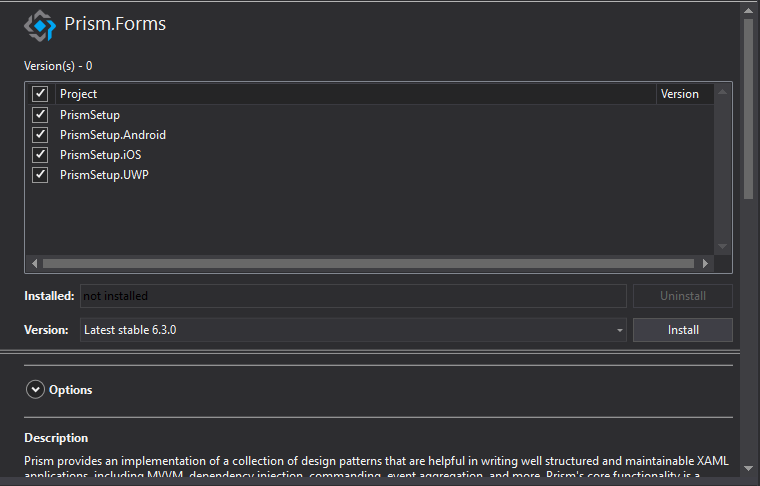 Prism.Forms
Version(s) - 0
Project Version
PrismSetup
PrismSetup.Android
PrismSetup.iOS
PrismSetup.UWP
Installed: not installed Uninstall
Version: Latest stable 6.3.0 Install
Options
Description
Prism provides an implementation of a collection of design patterns that are helpful in writing well structured and maintainable XAML
applications, including MVVM, dependency injection, commanding, event aggregation, and more. Prism's core functionality is a